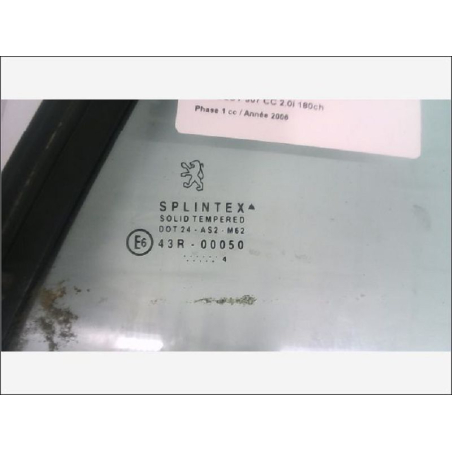 307 CC 2.0i 180ch
Phase 1 cc / Année 2006
SPLINTEX
SOLID TEMPERED
DOT 24 - AS2 - M62
E6 43R - 00050
4